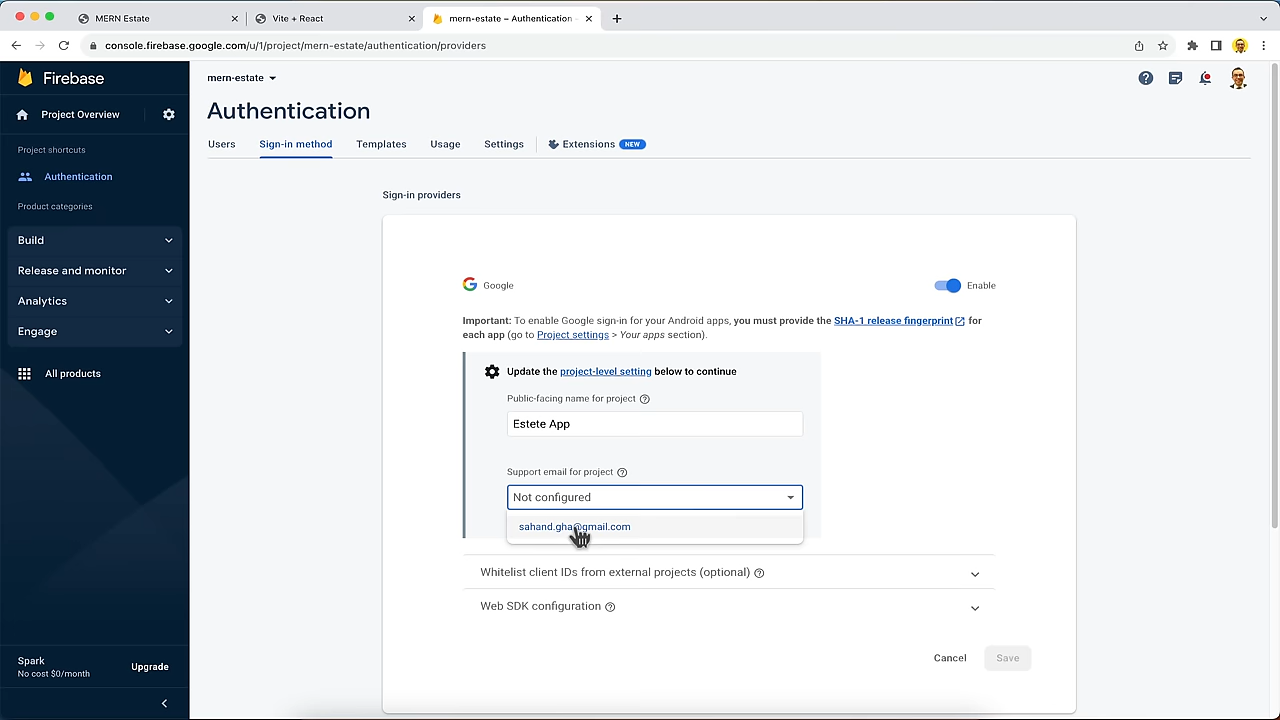 MERN Estate
Vite + React
mern-estate – Authentication -
console.firebase.google.com/u/1/project/mern-estate/authentication/providers
Firebase
mern-estate
Authentication
Project Overview
Users
Sign-in method
Templates
Usage
Settings
Extensions
NEW
Project shortcuts
Authentication
Product categories
Build
Release and monitor
Analytics
Engage
All products
Spark
No cost $0/month
Upgrade
Sign-in providers
Google
Enable
Important: To enable Google sign-in for your Android apps, you must provide the SHA-1 release fingerprint for
each app (go to Project settings > Your apps section).
Update the project-level setting below to continue
Public-facing name for project
Estete App
Support email for project
Not configured
sahand.gha@gmail.com
Whitelist client IDs from external projects (optional)
Web SDK configuration
Cancel
Save